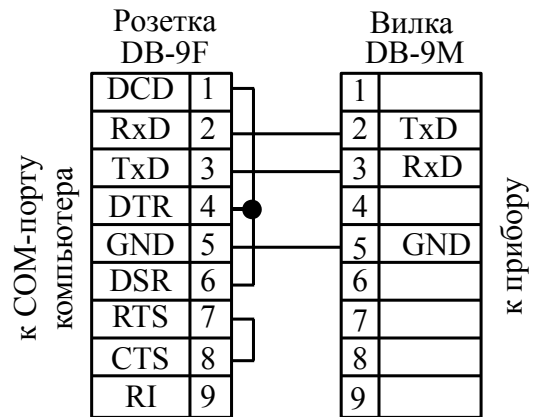 Розетка
DB-9F
Вилка
DB-9M
к COM-порту
компьютера
DCD 1
RxD 2
TxD 3
DTR 4
GND 5
DSR 6
RTS 7
CTS 8
RI 9
1
2 TxD
3 RxD
4
5 GND
6
7
8
9
к прибору